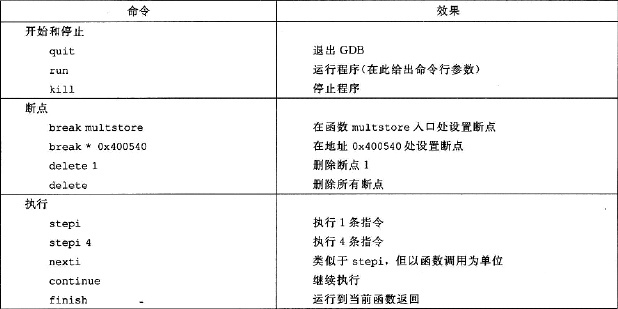 命令 效果
开始和停止
quit 退出 GDB
run 运行程序(在此给出命令行参数)
kill 停止程序
断点
break multstore 在函数 multstore 入口处设置断点
break * 0x400540 在地址 0x400540 处设置断点
delete 1 删除断点 1
delete 删除所有断点
执行
stepi 执行 1 条指令
stepi 4 执行 4 条指令
nexti 类似于 stepi，但以函数调用为单位
continue 继续执行
finish 运行到当前函数返回